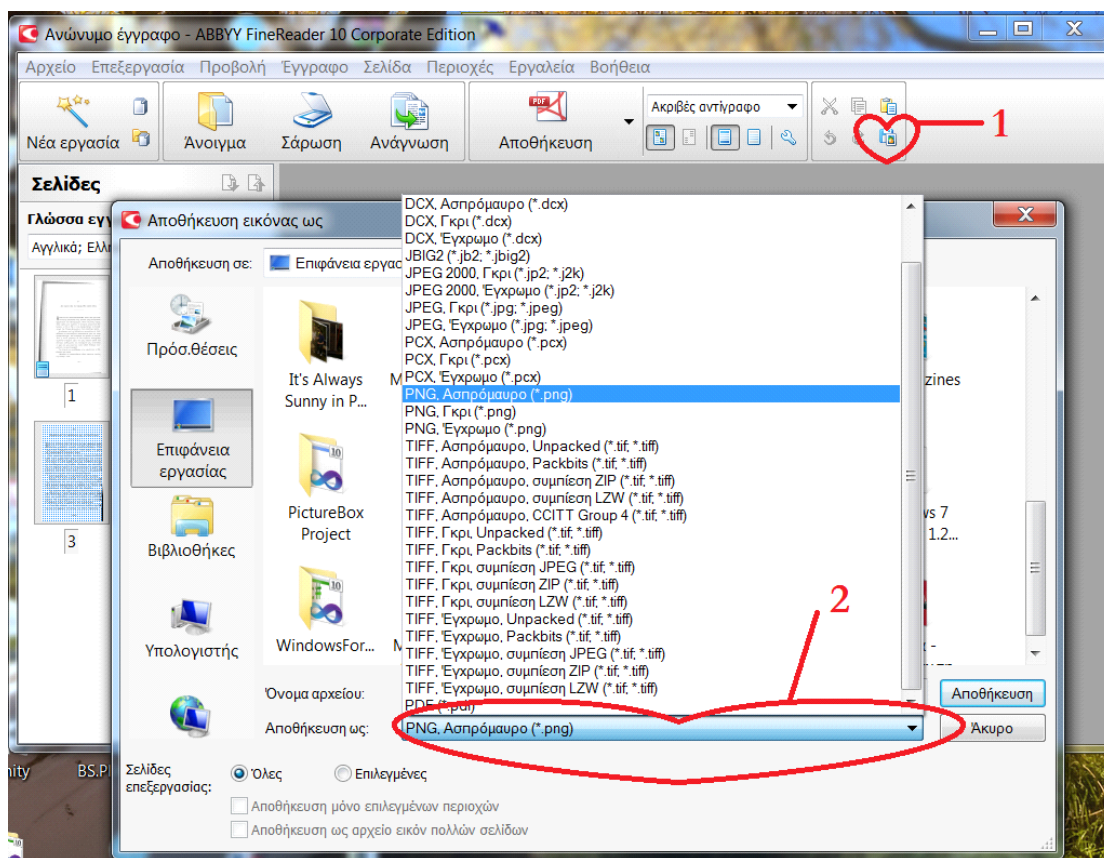 Ανώνυμο έγγραφο - ABBYY FineReader 10 Corporate Edition
Αρχείο Επεξεργασία Προβολή Έγγραφο Σελίδα Περιοχές Εργαλεία Βοήθεια
Νέα εργασία
Άνοιγμα
Σάρωση
Ανάγνωση
PDF
Αποθήκευση
Ακριβές αντίγραφο
1
Σελίδες
Γλώσσα εγγ
Αγγλικά; Ελλη
1
3
Αποθήκευση εικόνας ως
Αποθήκευση σε:
Επιφάνεια εργασ
Πρόσ.θέσεις
Επιφάνεια
εργασίας
Βιβλιοθήκες
Υπολογιστής
It's Always
Sunny in P...
PictureBox
Project
WindowsFor...
DCX, Ασπρόμαυρο (*.dcx)
DCX, Γκρι (*.dcx)
DCX, Έγχρωμο (*.dcx)
JBIG2 (*.jb2; *.jbig2)
JPEG 2000, Γκρι (*.jp2; *.j2k)
JPEG 2000, Έγχρωμο (*.jp2; *.j2k)
JPEG, Γκρι (*.jpg; *.jpeg)
JPEG, Έγχρωμο (*.jpg; *.jpeg)
PCX, Ασπρόμαυρο (*.pcx)
PCX, Γκρι (*.pcx)
PCX, Έγχρωμο (*.pcx)
PNG, Ασπρόμαυρο (*.png)
PNG, Γκρι (*.png)
PNG, Έγχρωμο (*.png)
TIFF, Ασπρόμαυρο, Unpacked (*.tif; *.tiff)
TIFF, Ασπρόμαυρο, Packbits (*.tif; *.tiff)
TIFF, Ασπρόμαυρο, συμπίεση ZIP (*.tif; *.tiff)
TIFF, Ασπρόμαυρο, συμπίεση LZW (*.tif; *.tiff)
TIFF, Ασπρόμαυρο, CCITT Group 4 (*.tif; *.tiff)
TIFF, Γκρι, Unpacked (*.tif; *.tiff)
TIFF, Γκρι, Packbits (*.tif; *.tiff)
TIFF, Γκρι, συμπίεση JPEG (*.tif; *.tiff)
TIFF, Γκρι, συμπίεση ZIP (*.tif; *.tiff)
TIFF, Γκρι, συμπίεση LZW (*.tif; *.tiff)
TIFF, Έγχρωμο, Unpacked (*.tif; *.tiff)
TIFF, Έγχρωμο, Packbits (*.tif; *.tiff)
TIFF, Έγχρωμο, συμπίεση JPEG (*.tif; *.tiff)
TIFF, Έγχρωμο, συμπίεση ZIP (*.tif; *.tiff)
TIFF, Έγχρωμο, συμπίεση LZW (*.tif; *.tiff)
PDF (*.pdf)
zines
vs 7
1.2...
2
Όνομα αρχείου:
Αποθήκευση
Αποθήκευση ως:
PNG, Ασπρόμαυρο (*.png)
Άκυρο
nity
BS.Pl
Σελίδες
επεξεργασίας:
Όλες
Επιλεγμένες
Αποθήκευση μόνο επιλεγμένων περιοχών
Αποθήκευση ως αρχείο εικόν πολλών σελίδων